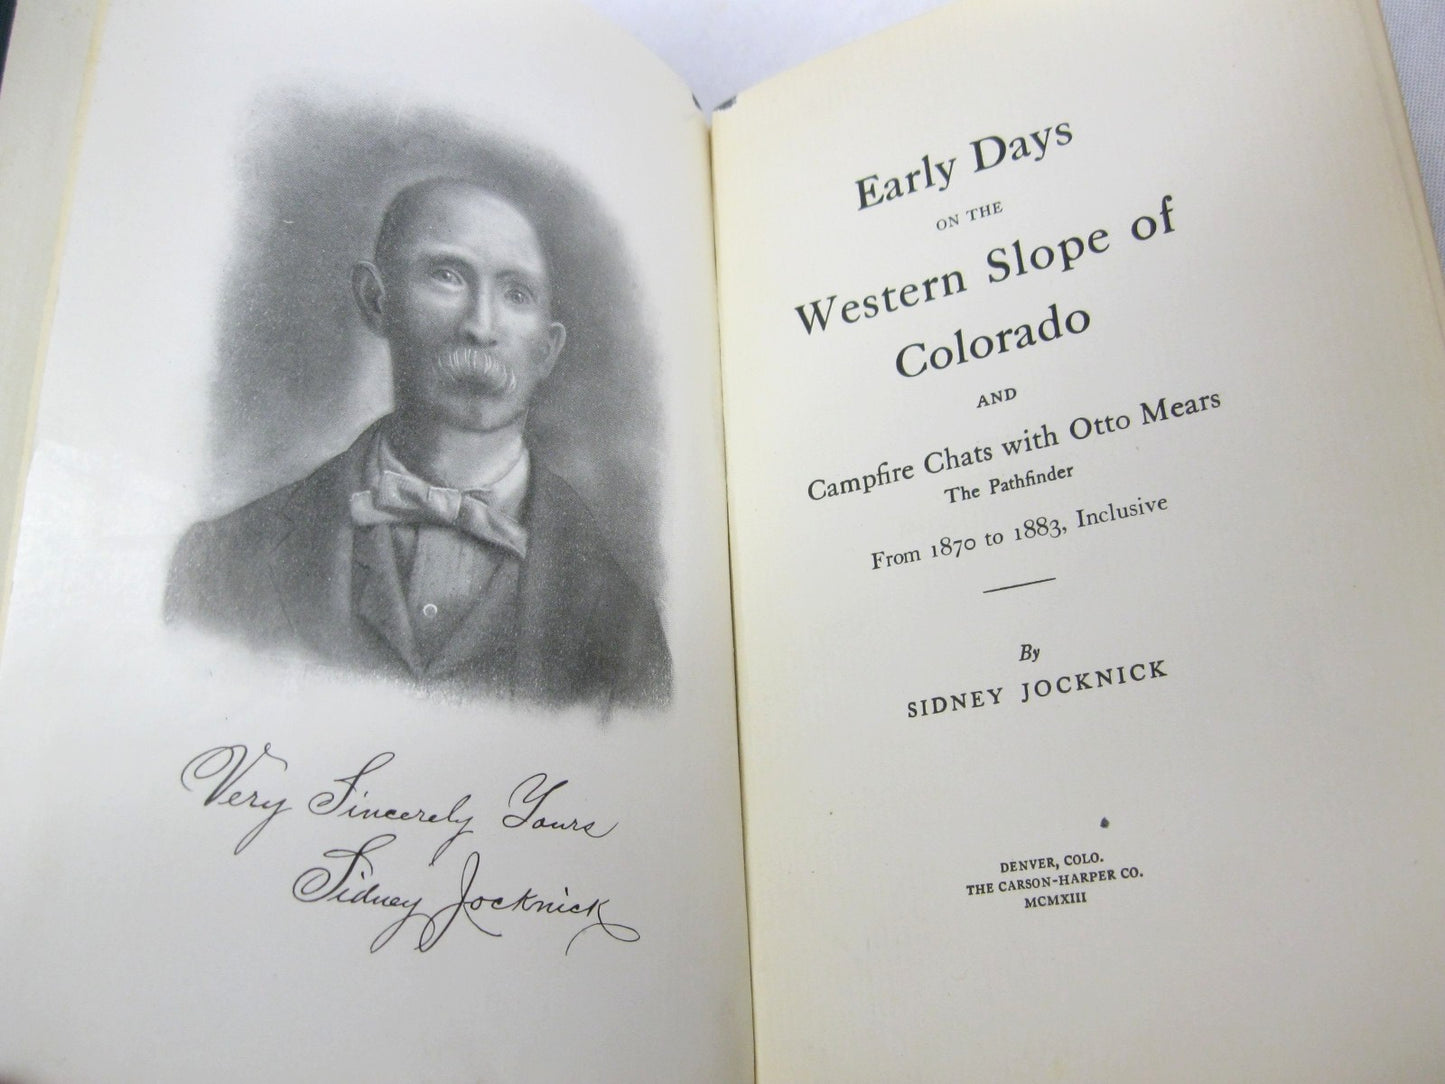 Very Sincerely Yours
Sidney Jocknick
Early Days
ON THE
Western Slope of
Colorado
AND
Campfire Chats with Otto Mears
The Pathfinder
From 1870 to 1883, Inclusive
By
SIDNEY JOCKNICK
DENVER, COLO.
THE CARSON-HARPER CO.
MCMXIII